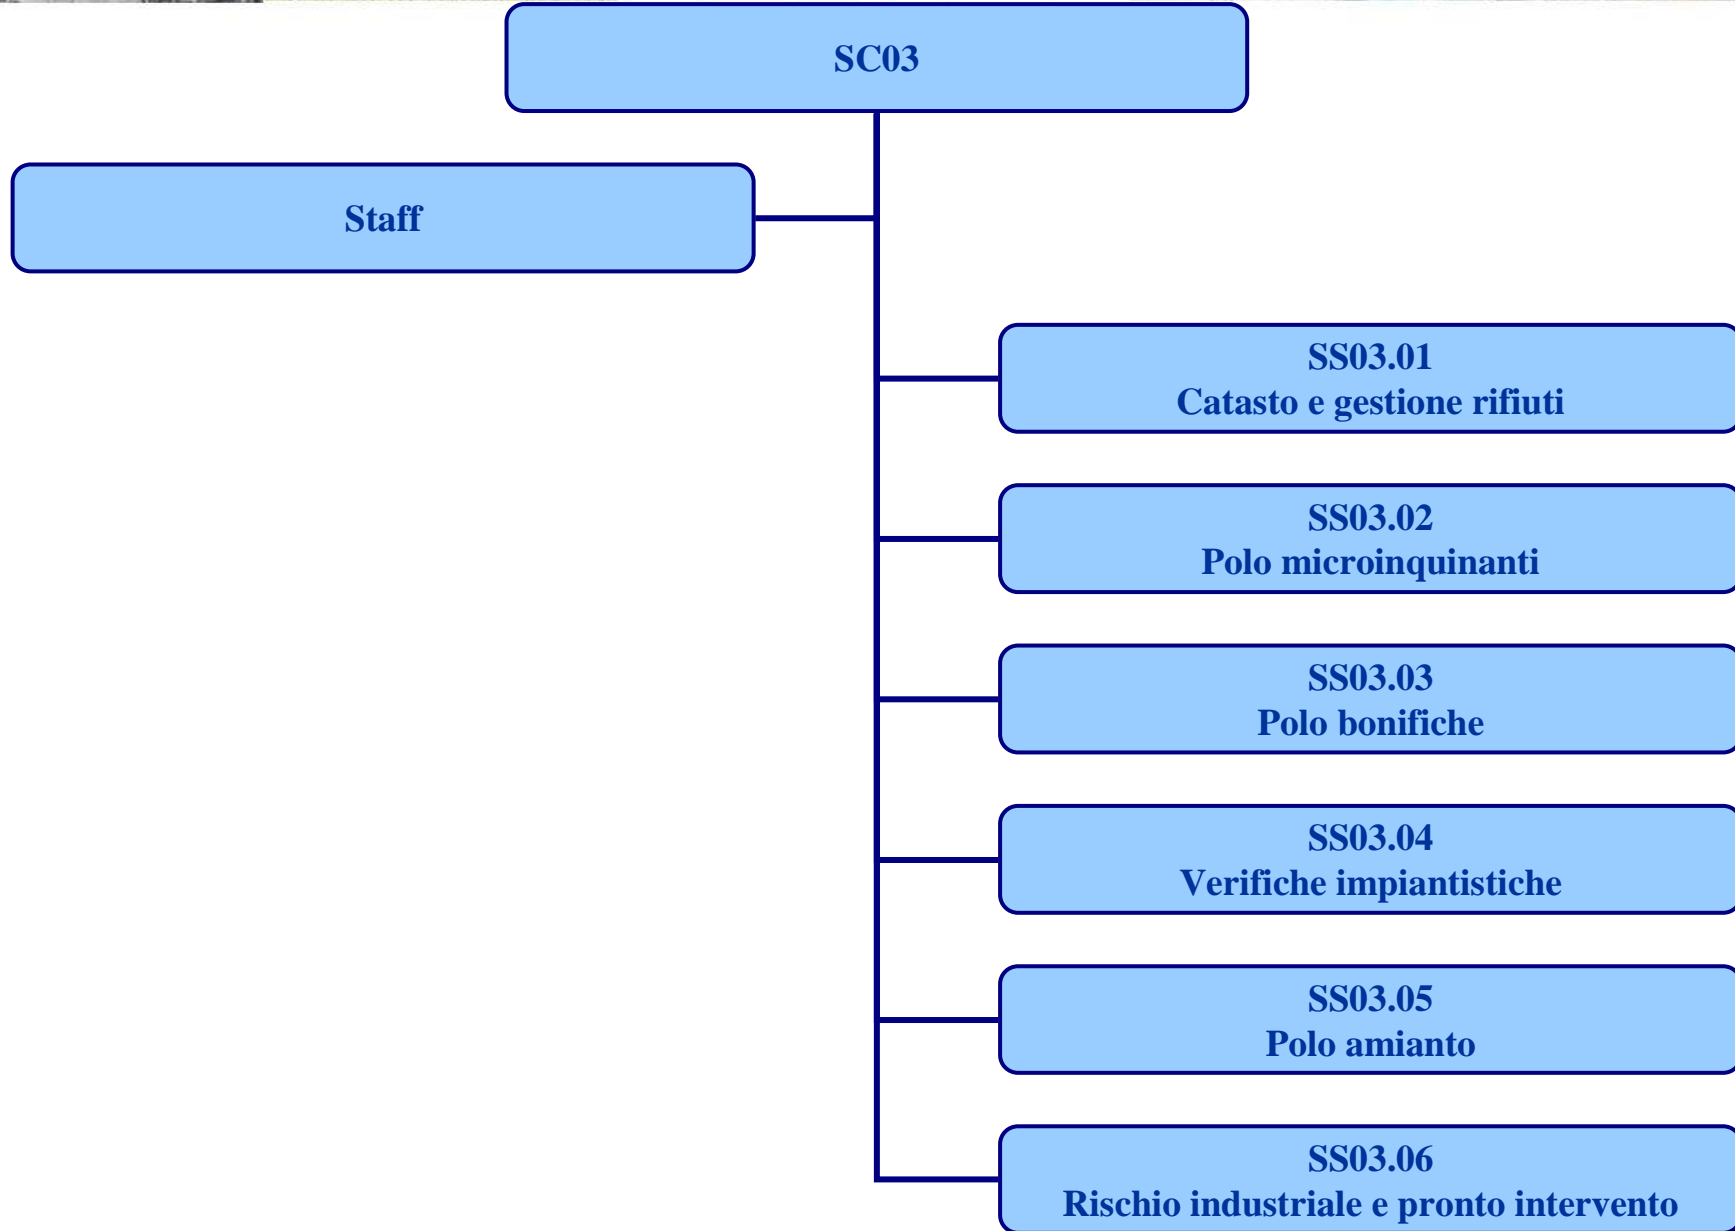 SC03
Staff
SS03.01
Catasto e gestione rifiuti
SS03.02
Polo microinquinanti
SS03.03
Polo bonifiche
SS03.04
Verifiche impiantistiche
SS03.05
Polo amianto
SS03.06
Rischio industriale e pronto intervento